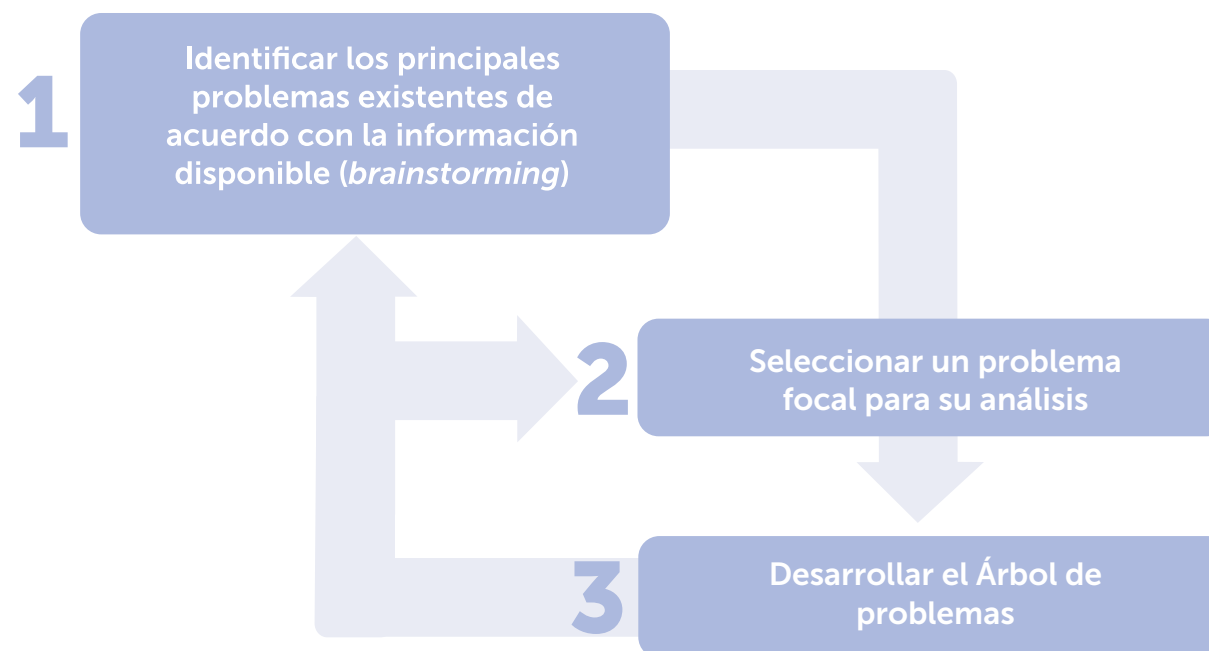 1
Identificar los principales
problemas existentes de
acuerdo con la información
disponible (brainstorming)
2
Seleccionar un problema
focal para su análisis
3
Desarrollar el Árbol de
problemas